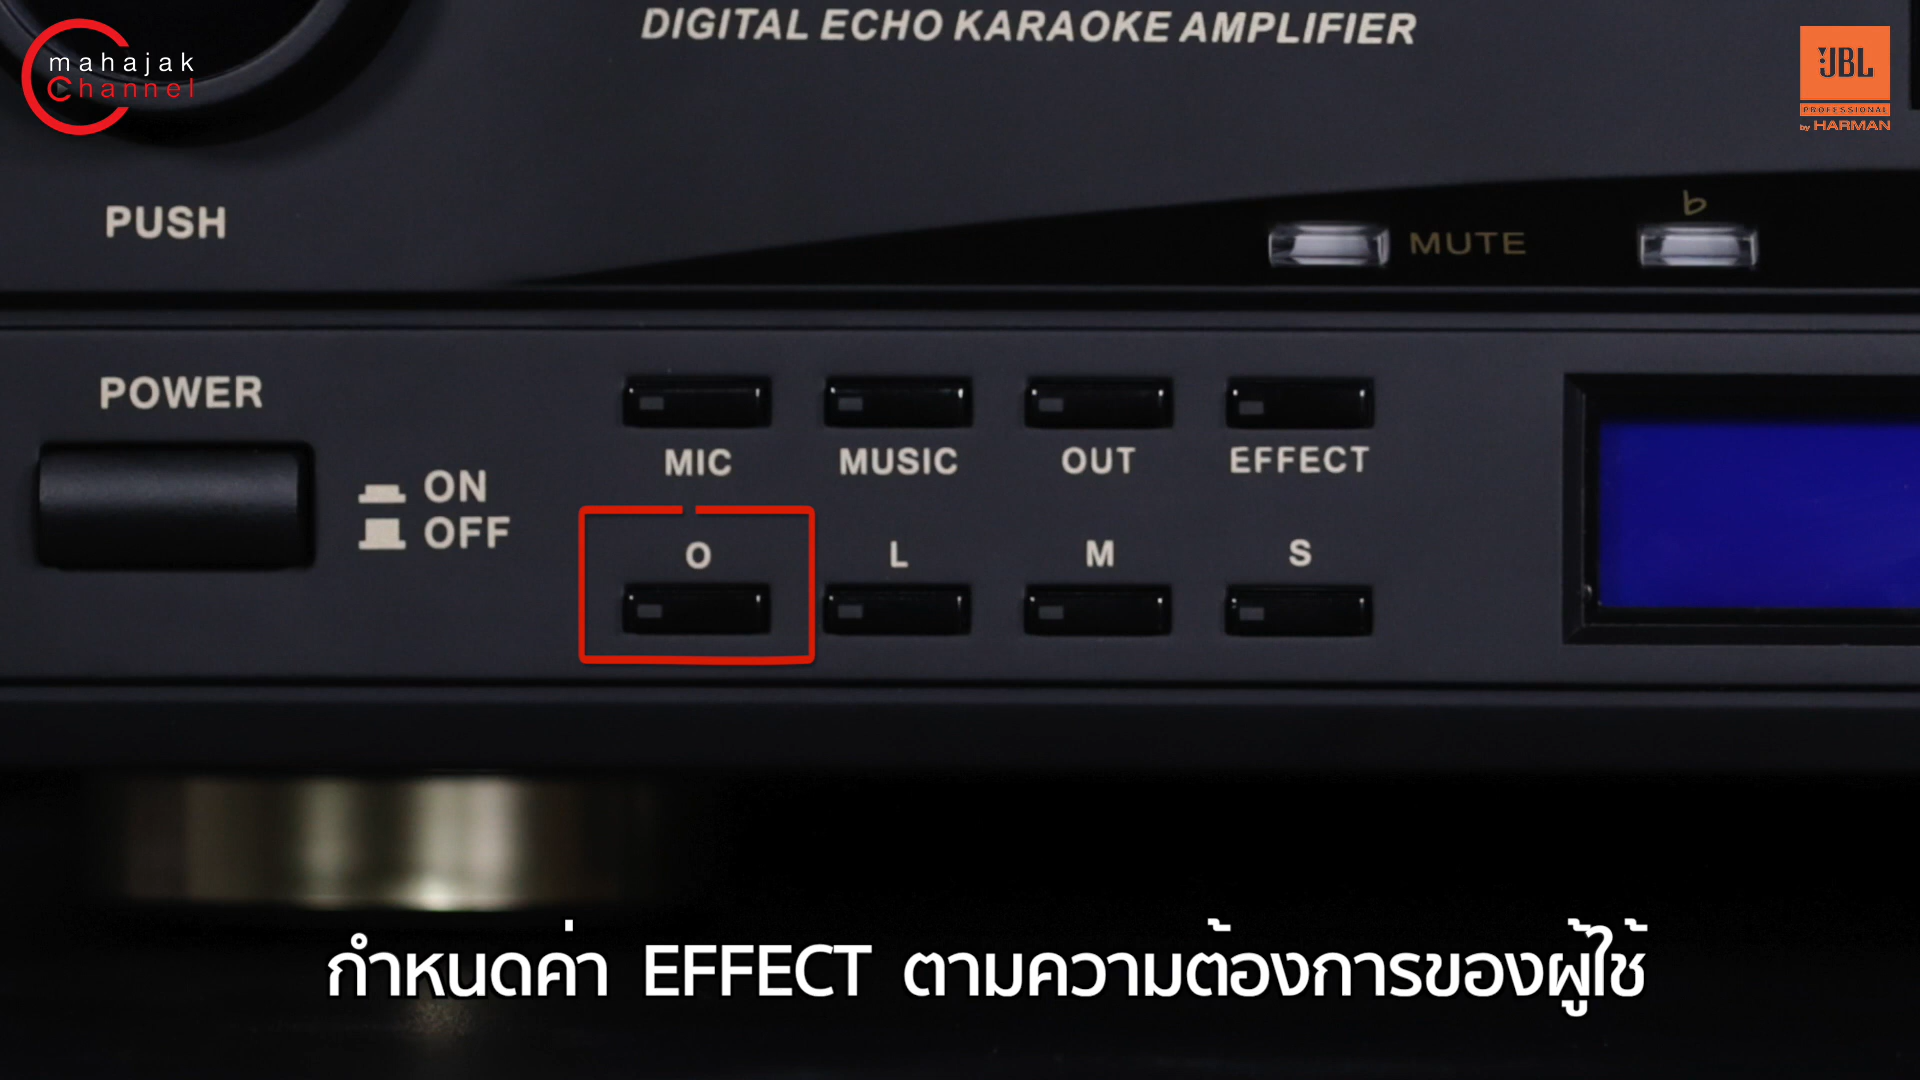 DIGITAL ECHO KARAOKE AMPLIFIER
mahajak
Channel
JBL
PROFESSIONAL
by HARMAN
PUSH
MUTE
♭
POWER
ON
OFF
MIC MUSIC OUT EFFECT
O L M S
กำหนดค่า EFFECT ตามความต้องการของผู้ใช้